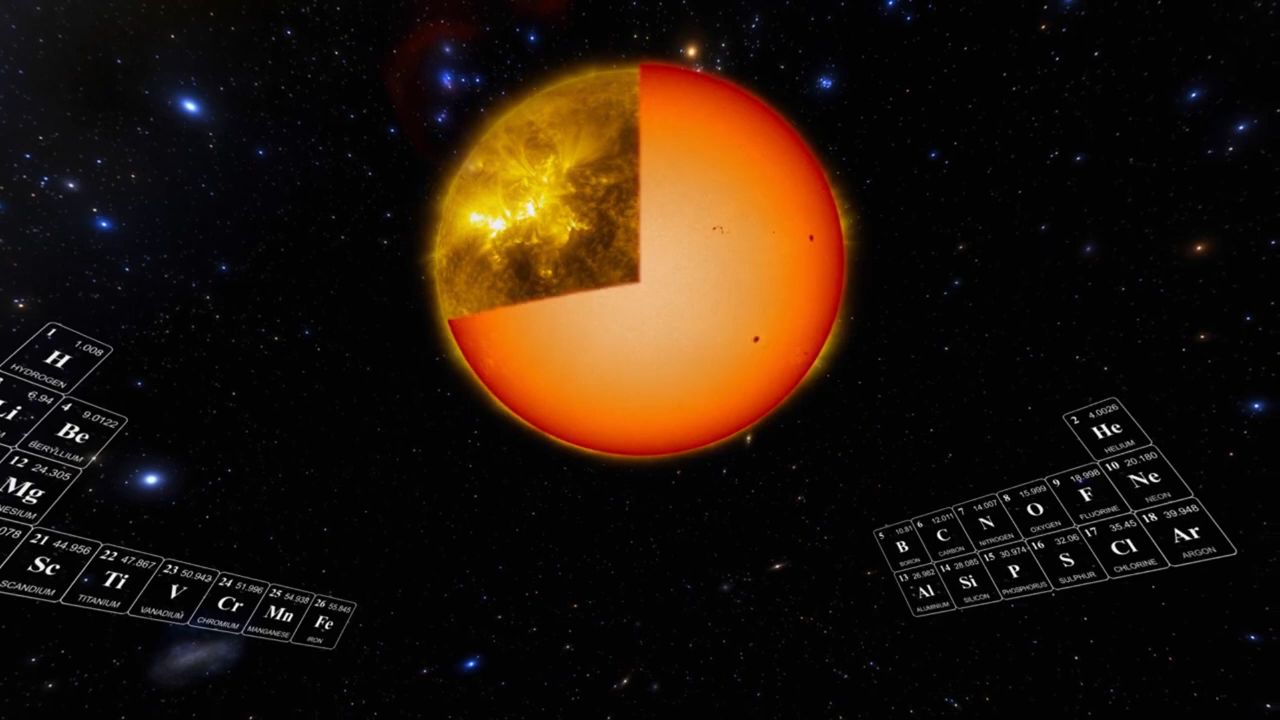 1 1.008
H
HYDROGEN
6.94
Li
4 9.0122
Be
BERYLLIUM
12 24.305
Mg
21 44.956
Sc
SCANDIUM
22 47.867
Ti
TITANIUM
23 50.942
V
VANADIUM
24 51.996
Cr
CHROMIUM
25 54.938
Mn
MANGANESE
26 55.845
Fe
IRON
2 4.0026
He
HELIUM
5 10.81
B
BORON
6 12.011
C
CARBON
7 14.007
N
NITROGEN
8 15.999
O
OXYGEN
9 18.998
F
FLUORINE
10 20.180
Ne
NEON
13 26.982
Al
ALUMINIUM
14 28.085
Si
SILICON
15 30.974
P
PHOSPHORUS
16 32.06
S
SULPHUR
17 35.45
Cl
CHLORINE
18 39.948
Ar
ARGON